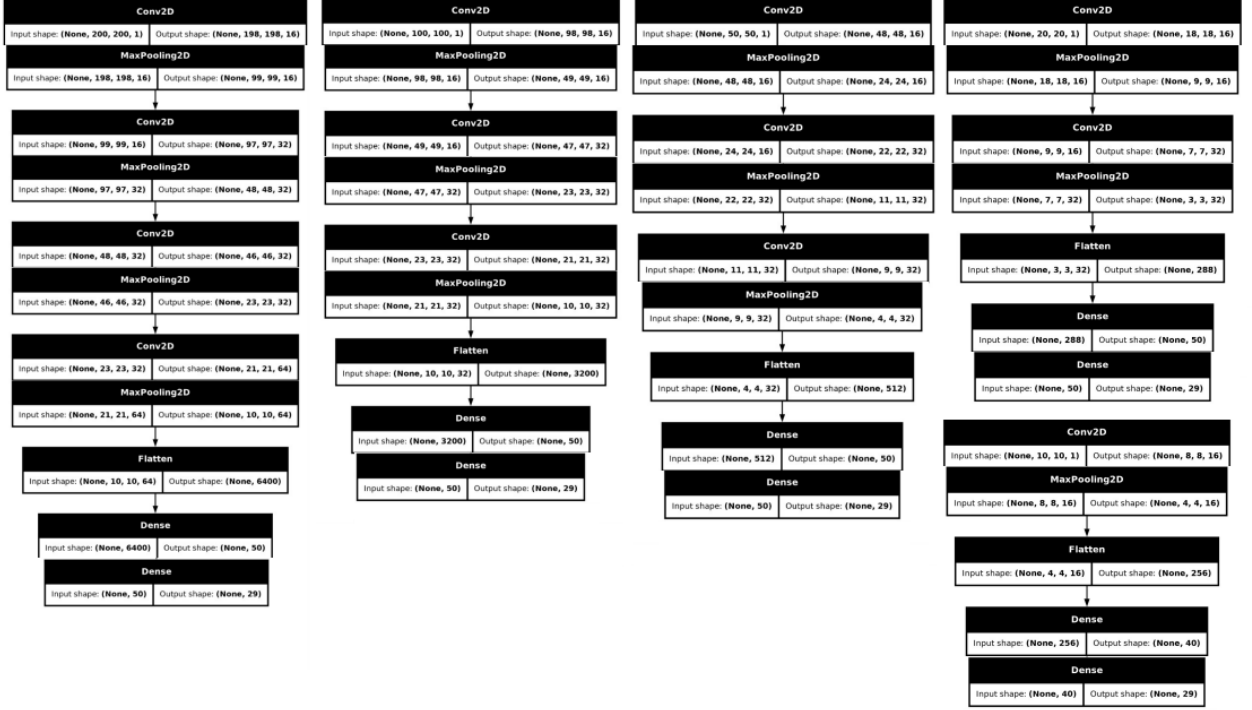 Conv2D
Input shape: (None, 200, 200, 1) Output shape: (None, 198, 198, 16)
MaxPooling2D
Input shape: (None, 198, 198, 16) Output shape: (None, 99, 99, 16)
Conv2D
Input shape: (None, 99, 99, 16) Output shape: (None, 97, 97, 32)
MaxPooling2D
Input shape: (None, 97, 97, 32) Output shape: (None, 48, 48, 32)
Conv2D
Input shape: (None, 48, 48, 32) Output shape: (None, 46, 46, 32)
MaxPooling2D
Input shape: (None, 46, 46, 32) Output shape: (None, 23, 23, 32)
Conv2D
Input shape: (None, 23, 23, 32) Output shape: (None, 21, 21, 64)
MaxPooling2D
Input shape: (None, 21, 21, 64) Output shape: (None, 10, 10, 64)
Flatten
Input shape: (None, 10, 10, 64) Output shape: (None, 6400)
Dense
Input shape: (None, 6400) Output shape: (None, 50)
Dense
Input shape: (None, 50) Output shape: (None, 29)
Conv2D
Input shape: (None, 100, 100, 1) Output shape: (None, 98, 98, 16)
MaxPooling2D
Input shape: (None, 98, 98, 16) Output shape: (None, 49, 49, 16)
Conv2D
Input shape: (None, 49, 49, 16) Output shape: (None, 47, 47, 32)
MaxPooling2D
Input shape: (None, 47, 47, 32) Output shape: (None, 23, 23, 32)
Conv2D
Input shape: (None, 23, 23, 32) Output shape: (None, 21, 21, 32)
MaxPooling2D
Input shape: (None, 21, 21, 32) Output shape: (None, 10, 10, 32)
Flatten
Input shape: (None, 10, 10, 32) Output shape: (None, 3200)
Dense
Input shape: (None, 3200) Output shape: (None, 50)
Dense
Input shape: (None, 50) Output shape: (None, 29)
Conv2D
Input shape: (None, 50, 50, 1) Output shape: (None, 48, 48, 16)
MaxPooling2D
Input shape: (None, 48, 48, 16) Output shape: (None, 24, 24, 16)
Conv2D
Input shape: (None, 24, 24, 16) Output shape: (None, 22, 22, 32)
MaxPooling2D
Input shape: (None, 22, 22, 32) Output shape: (None, 11, 11, 32)
Conv2D
Input shape: (None, 11, 11, 32) Output shape: (None, 9, 9, 32)
MaxPooling2D
Input shape: (None, 9, 9, 32) Output shape: (None, 4, 4, 32)
Flatten
Input shape: (None, 4, 4, 32) Output shape: (None, 512)
Dense
Input shape: (None, 512) Output shape: (None, 50)
Dense
Input shape: (None, 50) Output shape: (None, 29)
Conv2D
Input shape: (None, 20, 20, 1) Output shape: (None, 18, 18, 16)
MaxPooling2D
Input shape: (None, 18, 18, 16) Output shape: (None, 9, 9, 16)
Conv2D
Input shape: (None, 9, 9, 16) Output shape: (None, 7, 7, 32)
MaxPooling2D
Input shape: (None, 7, 7, 32) Output shape: (None, 3, 3, 32)
Flatten
Input shape: (None, 3, 3, 32) Output shape: (None, 288)
Dense
Input shape: (None, 288) Output shape: (None, 50)
Dense
Input shape: (None, 50) Output shape: (None, 29)
Conv2D
Input shape: (None, 10, 10, 1) Output shape: (None, 8, 8, 16)
MaxPooling2D
Input shape: (None, 8, 8, 16) Output shape: (None, 4, 4, 16)
Flatten
Input shape: (None, 4, 4, 16) Output shape: (None, 256)
Dense
Input shape: (None, 256) Output shape: (None, 40)
Dense
Input shape: (None, 40) Output shape: (None, 29)